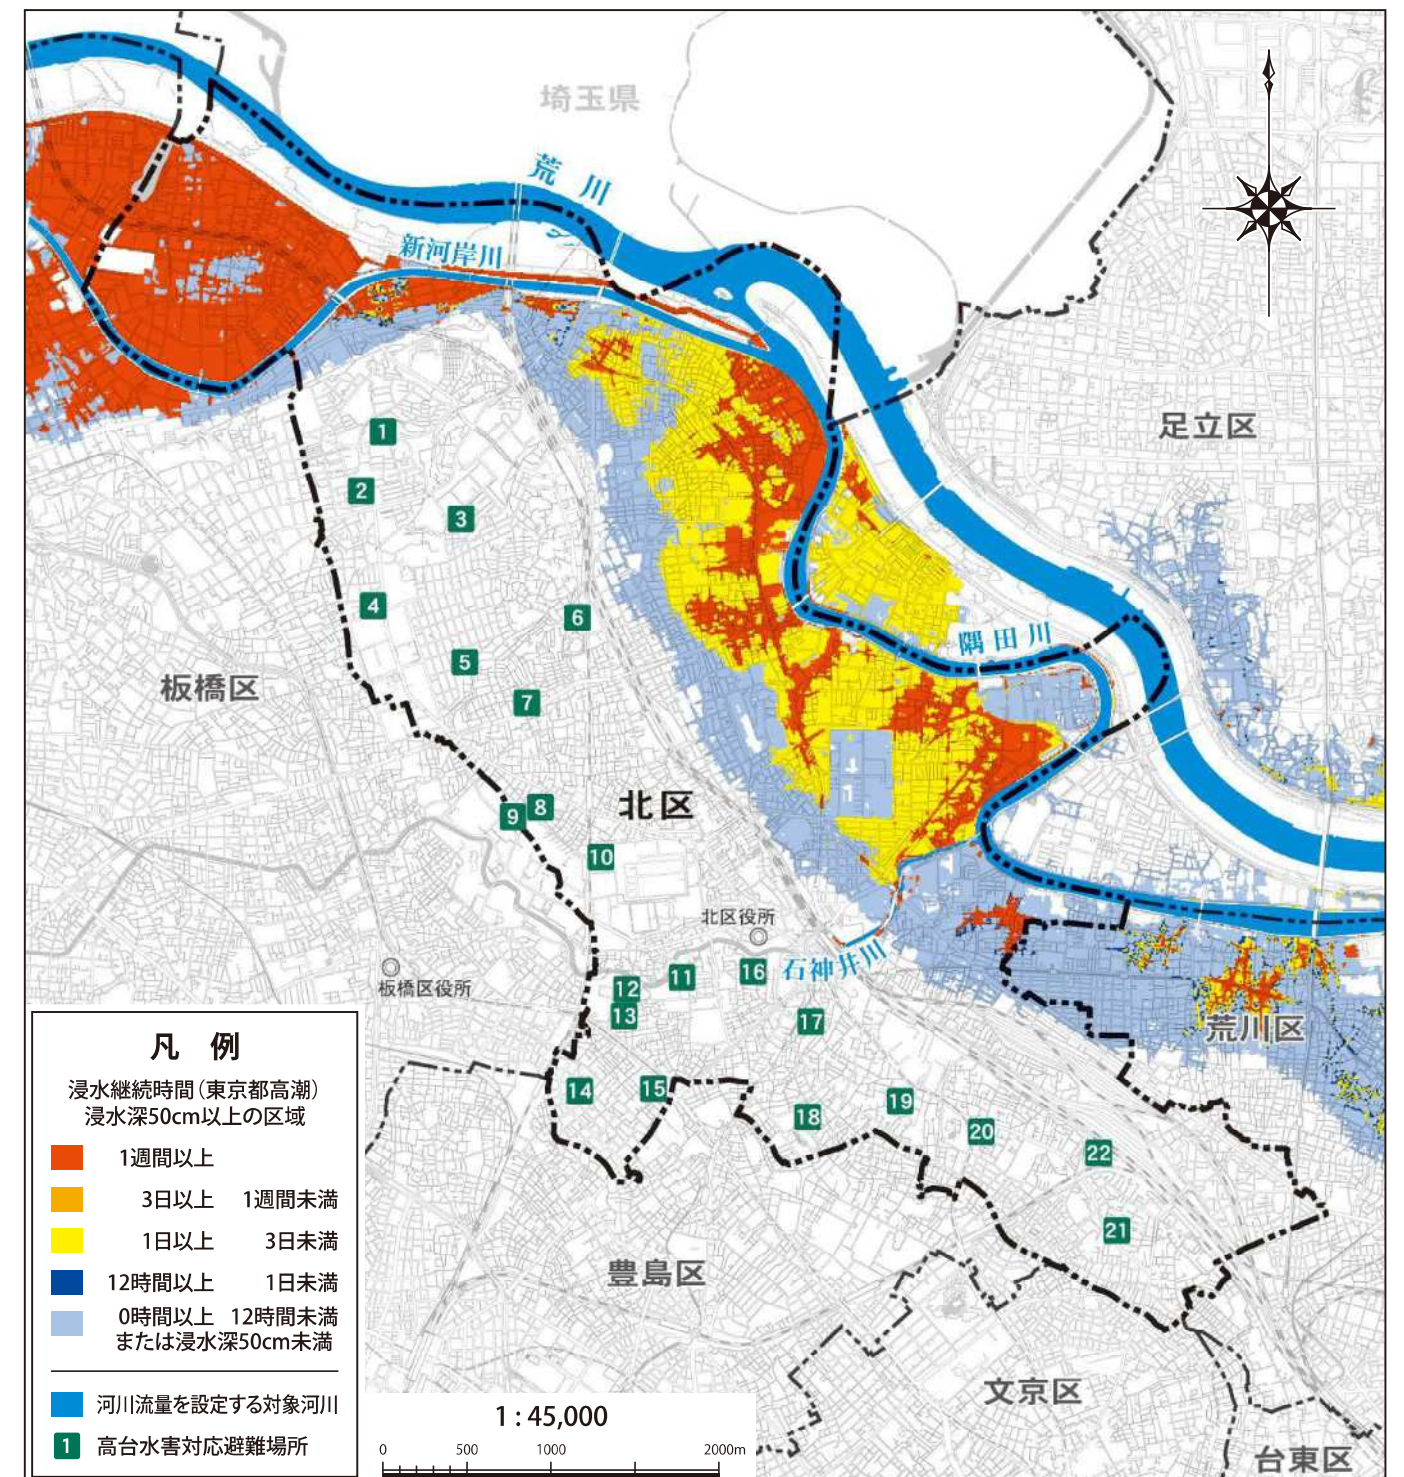 埼玉県
荒川
新河岸川
足立区
1
2
3
4
6
隅田川
5
板橋区
7
北区
8
9
10
北区役所
石神井川
16
11
板橋区役所
12
13
17
荒川区
14
15
18
19
20
22
21
豊島区
文京区
台東区
凡 例
浸水継続時間(東京都高潮)
浸水深50cm以上の区域
1週間以上
3日以上 1週間未満
1日以上 3日未満
12時間以上 1日未満
0時間以上 12時間未満
または浸水深50cm未満
河川流量を設定する対象河川
1 高台水害対応避難場所
1:45,000
0 500 1000 2000m